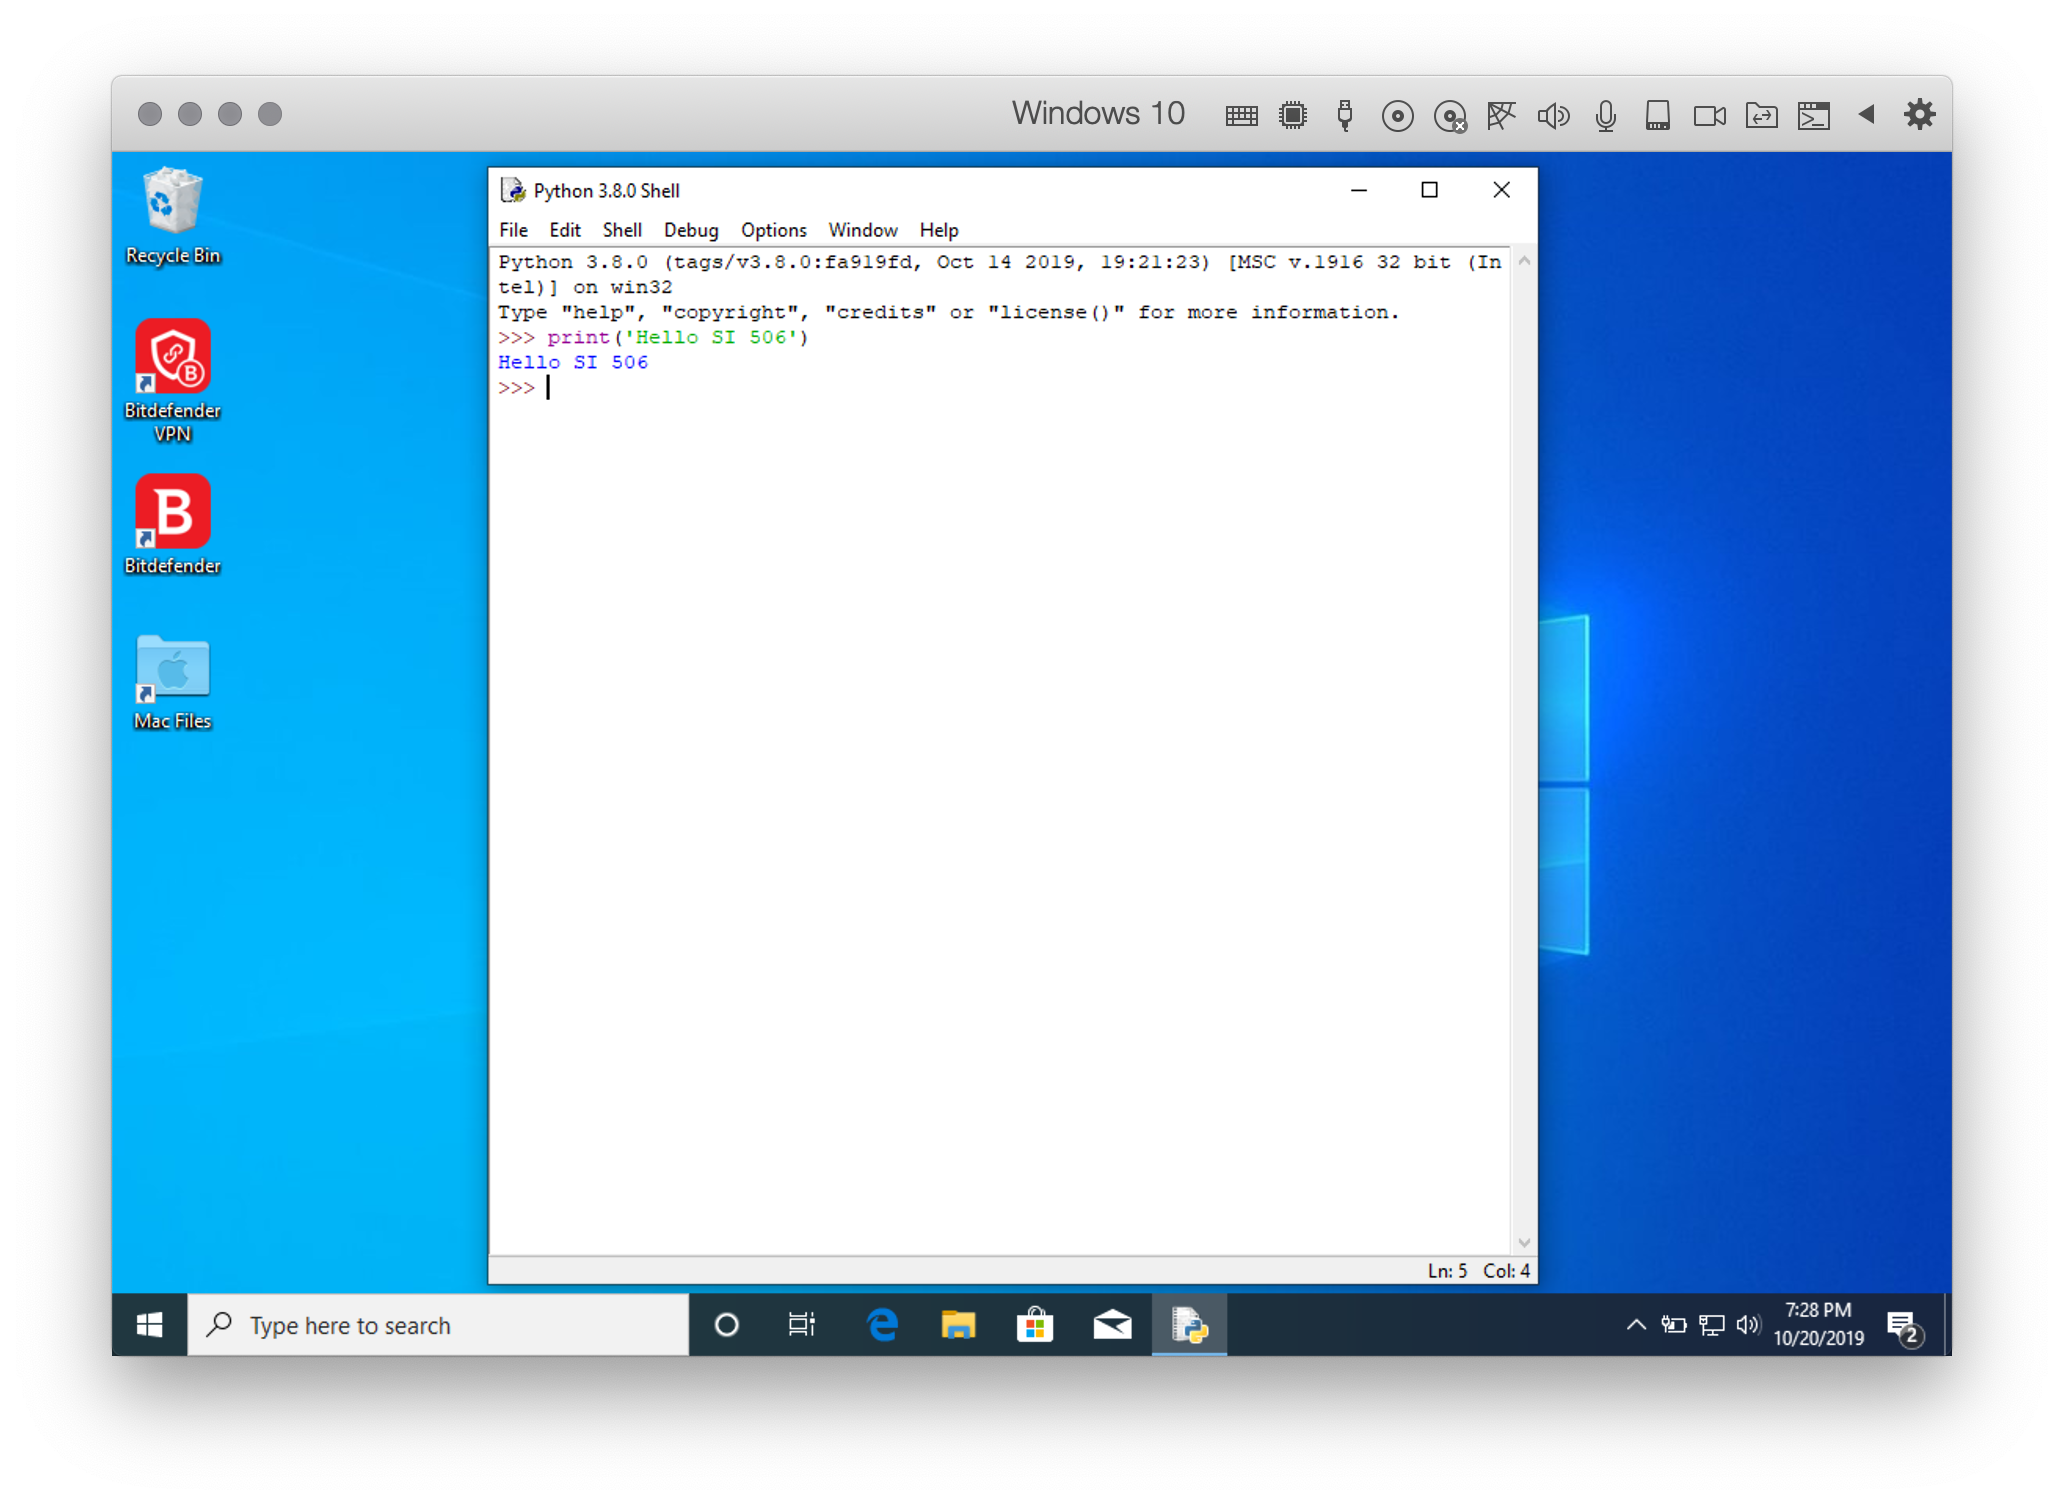 Windows 10
Recycle Bin
Bitdefender
VPN
Bitdefender
Mac Files
Python 3.8.0 Shell
File Edit Shell Debug Options Window Help
Python 3.8.0 (tags/v3.8.0:fa919fd, Oct 14 2019, 19:21:23) [MSC v.1916 32 bit (In
tel)] on win32
Type "help", "copyright", "credits" or "license()" for more information.
>>> print('Hello SI 506')
Hello SI 506
>>>
Ln: 5 Col: 4
Type here to search
7:28 PM
10/20/2019
2